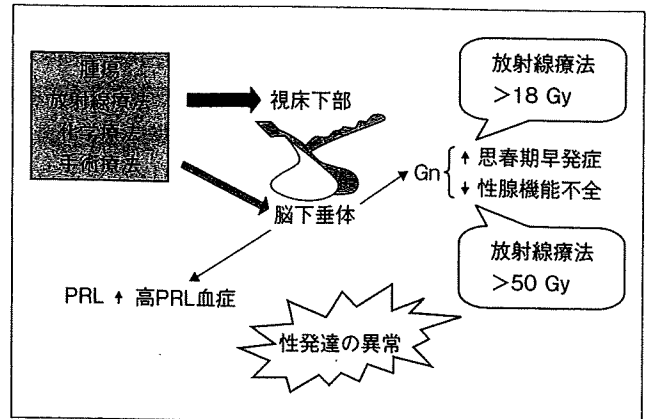 腫瘍
放射線療法
化学療法
手術療法
視床下部
脳下垂体
放射線療法
>18 Gy
Gn
↑ 思春期早発症
↓ 性腺機能不全
放射線療法
>50 Gy
PRL ↑ 高PRL血症
性発達の異常